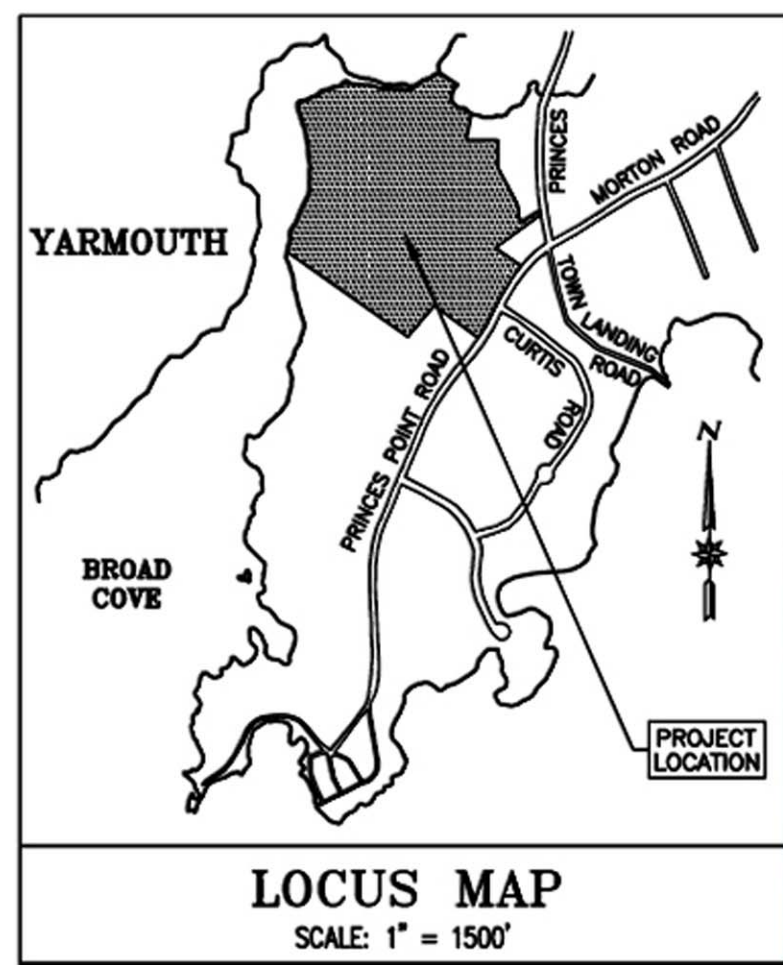 PRINCES
MORTON ROAD
YARMOUTH
TOWN LANDING
ROAD
CURTIS
ROAD
PRINCES POINT ROAD
N
BROAD
COVE
PROJECT
LOCATION
LOCUS MAP
SCALE: 1" = 1500'